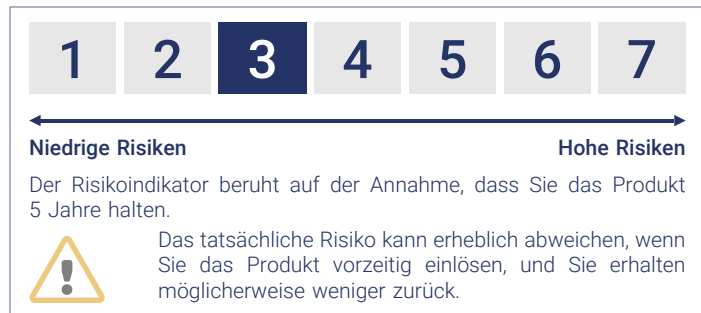 1 2 3 4 5 6 7
Niedrige Risiken Hohe Risiken
Der Risikoindikator beruht auf der Annahme, dass Sie das Produkt
5 Jahre halten.
Das tatsächliche Risiko kann erheblich abweichen, wenn
Sie das Produkt vorzeitig einlösen, und Sie erhalten
möglicherweise weniger zurück.